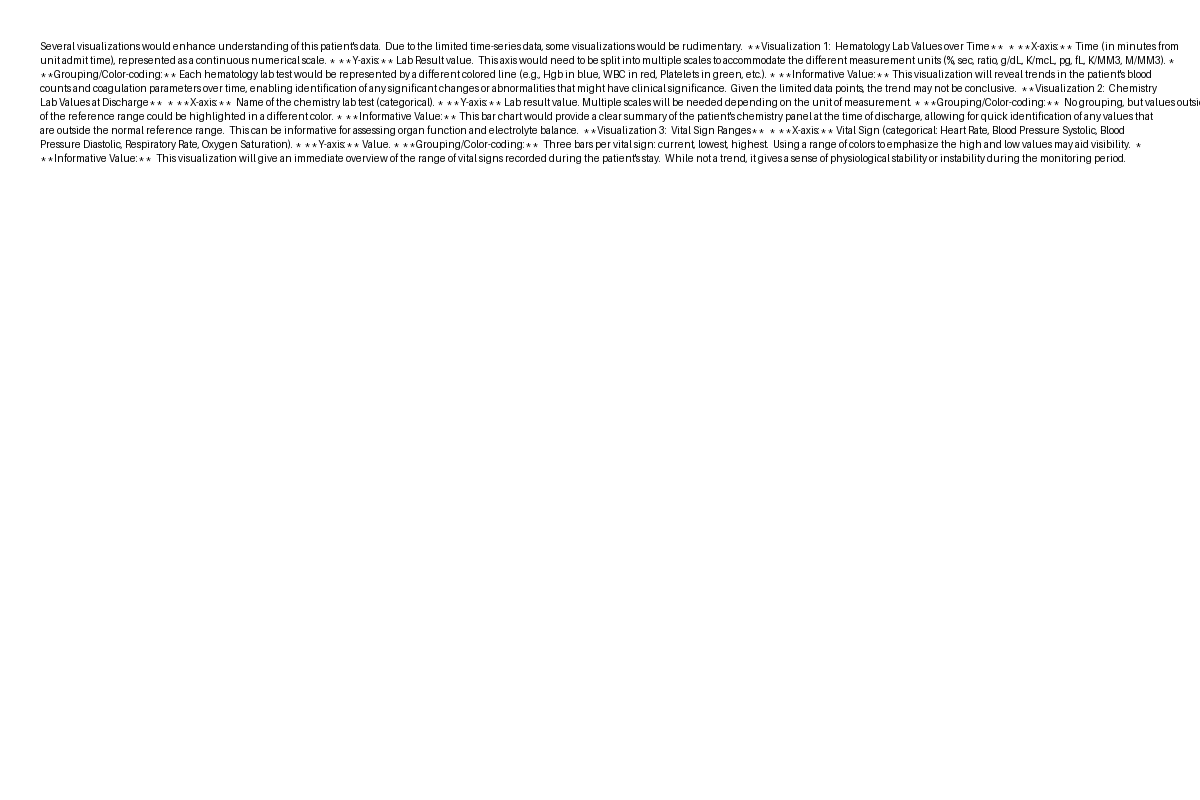 Several visualizations would enhance understanding of this patient's data.  Due to the limited time-series data, some visualizations would be rudimentary.  **Visualization 1:  Hematology Lab Values over Time**  * **X-axis:** Time (in minutes from
unit admit time), represented as a continuous numerical scale. * **Y-axis:** Lab Result value.  This axis would need to be split into multiple scales to accommodate the different measurement units (%, sec, ratio, g/dL, K/mcL, pg, fL, K/MM3, M/MM3). *
**Grouping/Color-coding:** Each hematology lab test would be represented by a different colored line (e.g., Hgb in blue, WBC in red, Platelets in green, etc.). * **Informative Value:** This visualization will reveal trends in the patient's blood
counts and coagulation parameters over time, enabling identification of any significant changes or abnormalities that might have clinical significance.  Given the limited data points, the trend may not be conclusive.  **Visualization 2:  Chemistry
Lab Values at Discharge**  * **X-axis:**  Name of the chemistry lab test (categorical). * **Y-axis:** Lab result value. Multiple scales will be needed depending on the unit of measurement. * **Grouping/Color-coding:**  No grouping, but values outs
of the reference range could be highlighted in a different color. * **Informative Value:** This bar chart would provide a clear summary of the patient's chemistry panel at the time of discharge, allowing for quick identification of any values that
are outside the normal reference range.  This can be informative for assessing organ function and electrolyte balance.  **Visualization 3:  Vital Sign Ranges**  * **X-axis:** Vital Sign (categorical: Heart Rate, Blood Pressure Systolic, Blood
Pressure Diastolic, Respiratory Rate, Oxygen Saturation). * **Y-axis:** Value. * **Grouping/Color-coding:**  Three bars per vital sign: current, lowest, highest.  Using a range of colors to emphasize the high and low values may aid visibility.  *
**Informative Value:**  This visualization will give an immediate overview of the range of vital signs recorded during the patient's stay.  While not a trend, it gives a sense of physiological stability or instability during the monitoring period.